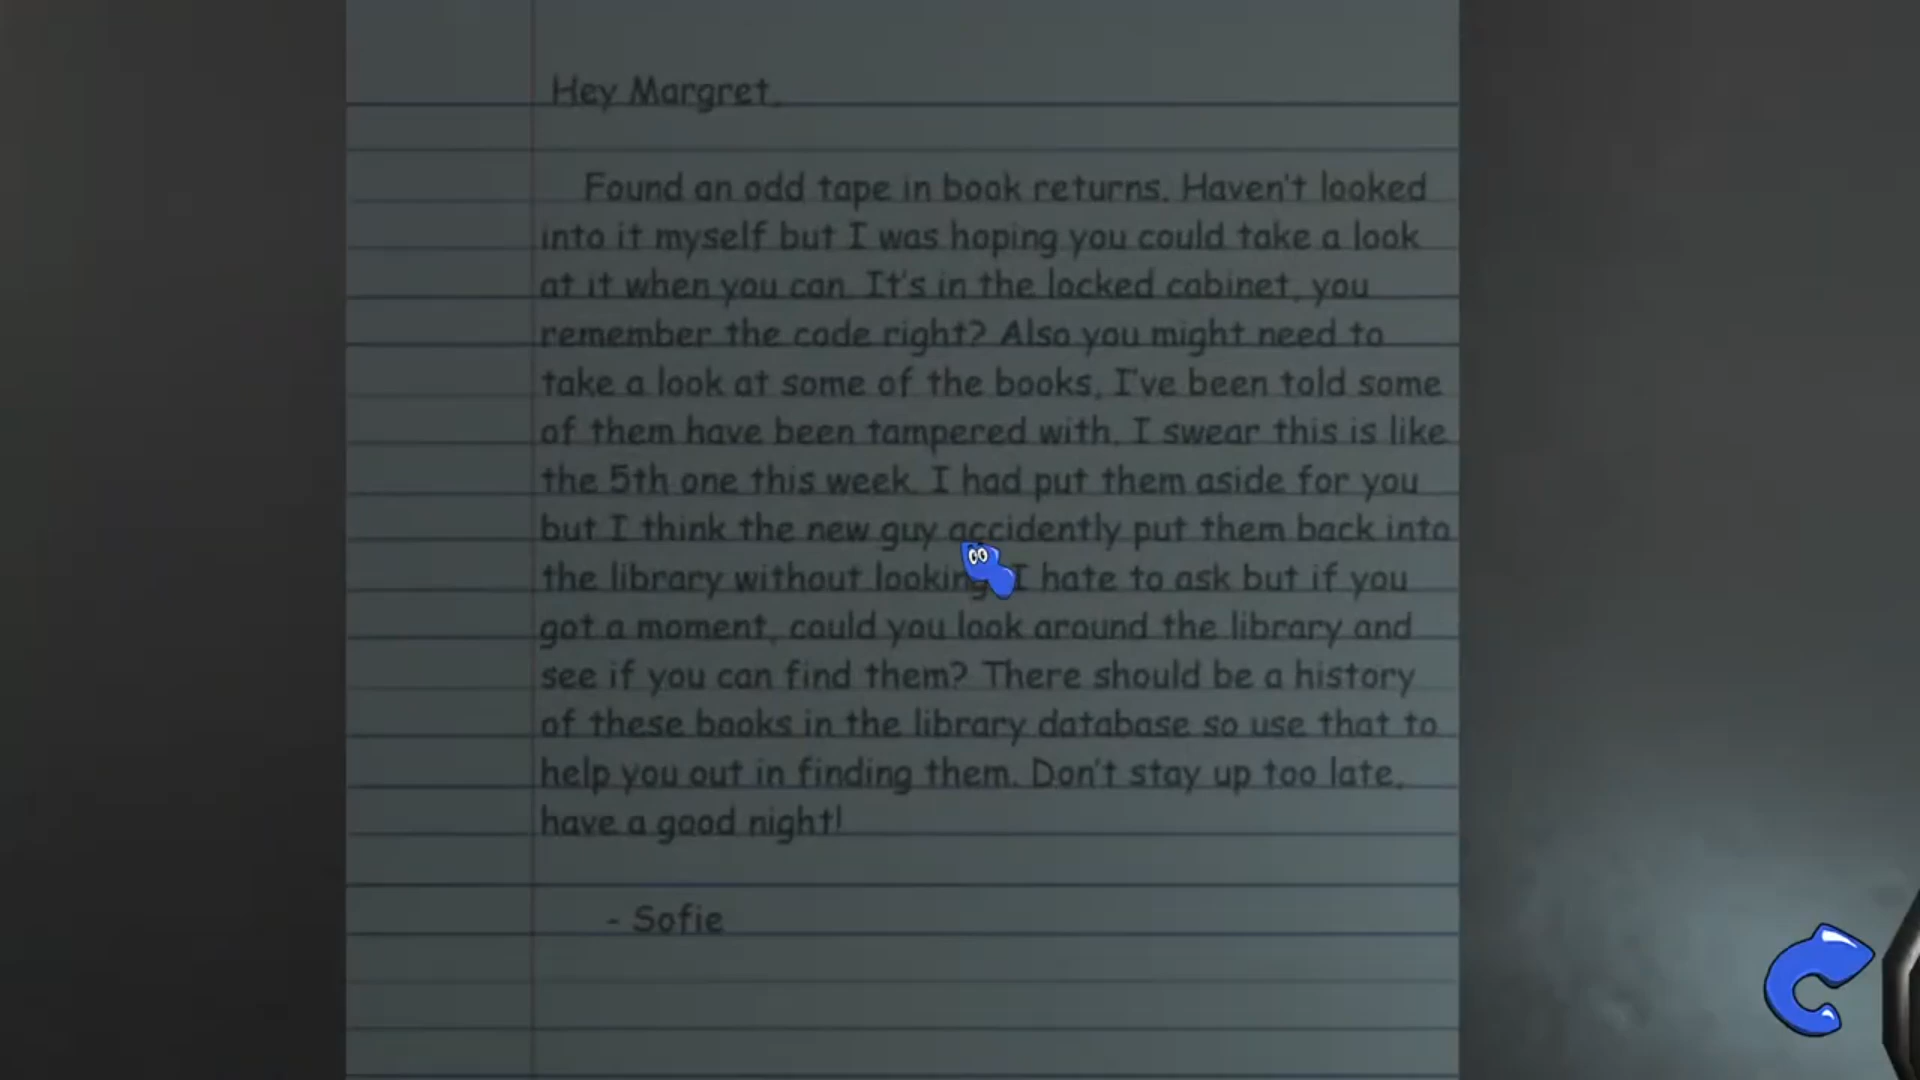 Hey Margret,
Found an odd tape in book returns. Haven't looked
into it myself but I was hoping you could take a look
at it when you can. It's in the locked cabinet, you
remember the code right? Also you might need to
take a look at some of the books, I've been told some
of them have been tampered with. I swear this is like
the 5th one this week. I had put them aside for you
but I think the new guy accidently put them back into
the library without looking. I hate to ask but if you
got a moment, could you look around the library and
see if you can find them? There should be a history
of these books in the library database so use that to
help you out in finding them. Don't stay up too late,
have a good night!
- Sofie